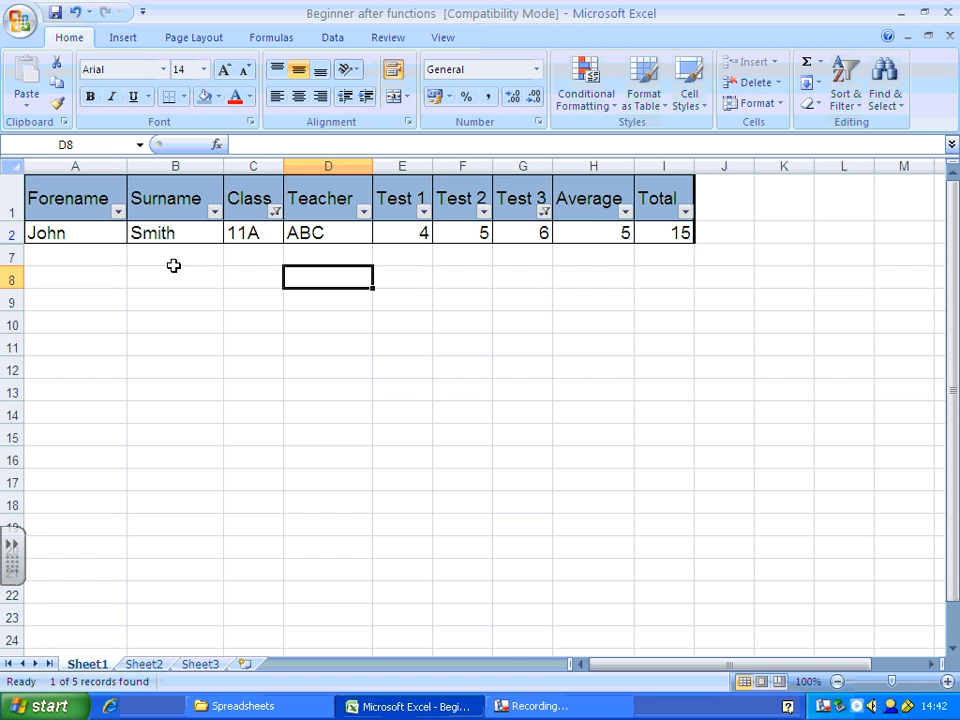 Beginner after functions [Compatibility Mode] - Microsoft Excel
Home Insert Page Layout Formulas Data Review View
Paste Arial 14 A A General Conditional Formatting Format as Table Cell Styles Insert Delete Format Σ Sort & Filter Find & Select
B I U A % ,
Clipboard Font Alignment Number Styles Cells Editing
D8 fx
A B C D E F G H I J K L M
1 Forename Surname Class Teacher Test 1 Test 2 Test 3 Average Total
2 John Smith 11A ABC 4 5 6 5 15
7
8
9
10
11
12
13
14
15
16
17
18
19
20
21
22
23
24
Sheet1 Sheet2 Sheet3
Ready 1 of 5 records found 100%
start Spreadsheets Microsoft Excel - Begi... Recording... 14:42